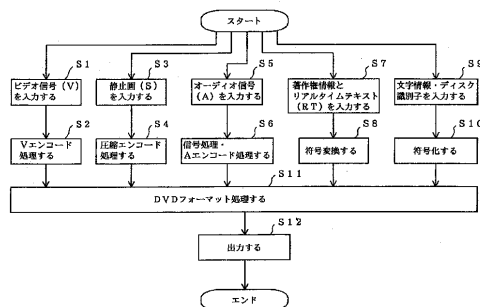 スタート
S1
ビデオ信号(V)
を入力する
S3
静止画(S)
を入力する
S5
オーディオ信号
(A)を入力する
S7
著作権情報と
リアルタイムテキスト
(RT)を入力する
S9
文字情報・ディスク
識別子を入力する
S2
Vエンコード
処理する
S4
圧縮エンコード
処理する
S6
信号処理・
Aエンコード処理する
S8
符号変換する
S10
符号化する
S11
DVDフォーマット処理する
S12
出力する
エンド